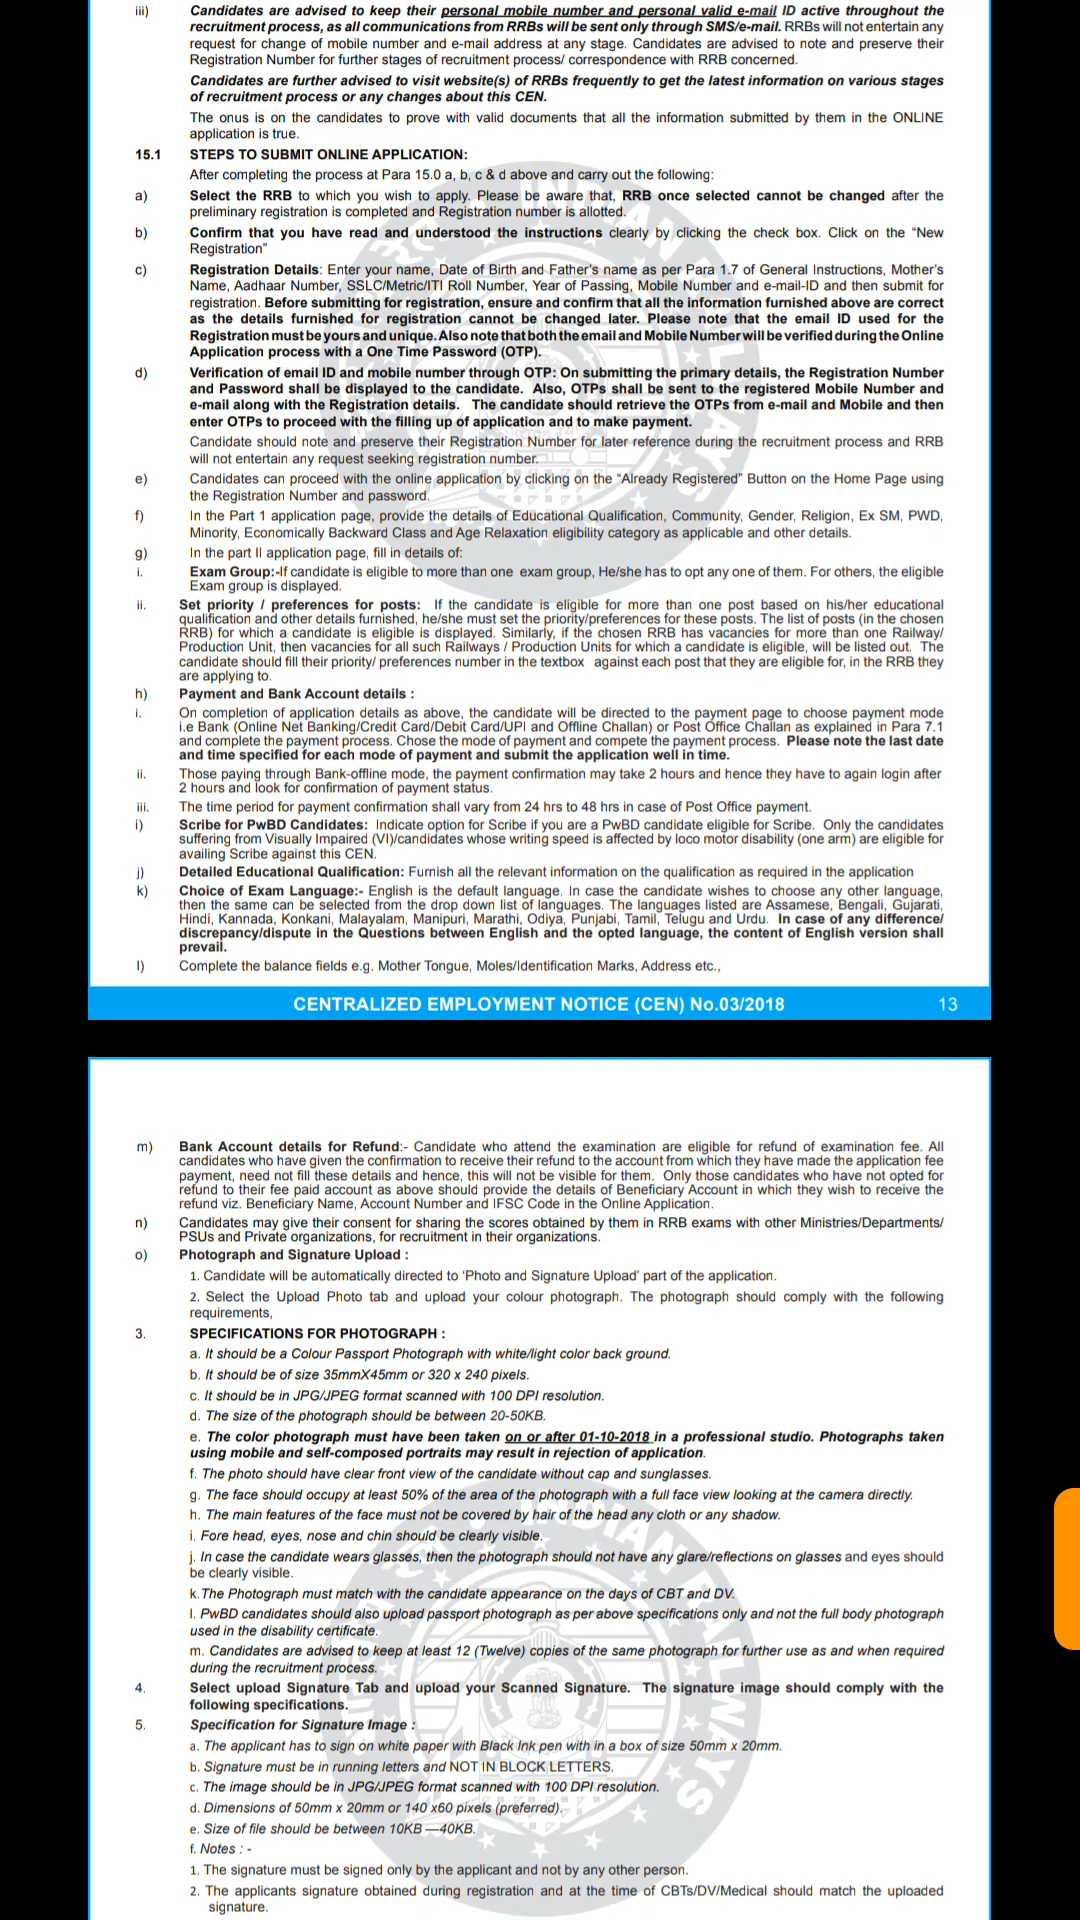 iii) Candidates are advised to keep their personal mobile number and personal valid e-mail ID active throughout the
recruitment process, as all communications from RRBs will be sent only through SMS/e-mail. RRBs will not entertain any
request for change of mobile number and e-mail address at any stage. Candidates are advised to note and preserve their
Registration Number for further stages of recruitment process/ correspondence with RRB concerned.
Candidates are further advised to visit website(s) of RRBs frequently to get the latest information on various stages
of recruitment process or any changes about this CEN.
The onus is on the candidates to prove with valid documents that all the information submitted by them in the ONLINE
application is true.
15.1 STEPS TO SUBMIT ONLINE APPLICATION:
After completing the process at Para 15.0 a, b, c & d above and carry out the following:
a) Select the RRB to which you wish to apply. Please be aware that, RRB once selected cannot be changed after the
preliminary registration is completed and Registration number is allotted.
b) Confirm that you have read and understood the instructions clearly by clicking the check box. Click on the “New
Registration”
c) Registration Details: Enter your name, Date of Birth and Father's name as per Para 1.7 of General Instructions, Mother's
Name, Aadhaar Number, SSLC/Metric/ITI Roll Number, Year of Passing, Mobile Number and e-mail-ID and then submit for
registration. Before submitting for registration, ensure and confirm that all the information furnished above are correct
as the details furnished for registration cannot be changed later. Please note that the email ID used for the
Registration must be yours and unique. Also note that both the email and Mobile Number will be verified during the Online
Application process with a One Time Password (OTP).
d) Verification of email ID and mobile number through OTP: On submitting the primary details, the Registration Number
and Password shall be displayed to the candidate. Also, OTPs shall be sent to the registered Mobile Number and
e-mail along with the Registration details. The candidate should retrieve the OTPs from e-mail and Mobile and then
enter OTPs to proceed with the filling up of application and to make payment.
Candidate should note and preserve their Registration Number for later reference during the recruitment process and RRB
will not entertain any request seeking registration number.
e) Candidates can proceed with the online application by clicking on the “Already Registered” Button on the Home Page using
the Registration Number and password.
f) In the Part 1 application page, provide the details of Educational Qualification, Community, Gender, Religion, Ex SM, PWD,
Minority, Economically Backward Class and Age Relaxation eligibility category as applicable and other details.
g) In the part II application page, fill in details of:
i. Exam Group:-If candidate is eligible to more than one exam group, He/she has to opt any one of them. For others, the eligible
Exam group is displayed.
ii. Set priority / preferences for posts: If the candidate is eligible for more than one post based on his/her educational
qualification and other details furnished, he/she must set the priority/preferences for these posts. The list of posts (in the chosen
RRB) for which a candidate is eligible is displayed. Similarly, if the chosen RRB has vacancies for more than one Railway/
Production Unit, then vacancies for all such Railways / Production Units for which a candidate is eligible, will be listed out. The
candidate should fill their priority/ preferences number in the textbox against each post that they are eligible for, in the RRB they
are applying to.
h) Payment and Bank Account details :
i. On completion of application details as above, the candidate will be directed to the payment page to choose payment mode
i.e Bank (Online Net Banking/Credit Card/Debit Card/UPI and Offline Challan) or Post Office Challan as explained in Para 7.1
and complete the payment process. Chose the mode of payment and compete the payment process. Please note the last date
and time specified for each mode of payment and submit the application well in time.
ii. Those paying through Bank-offline mode, the payment confirmation may take 2 hours and hence they have to again login after
2 hours and look for confirmation of payment status.
iii. The time period for payment confirmation shall vary from 24 hrs to 48 hrs in case of Post Office payment.
i) Scribe for PwBD Candidates: Indicate option for Scribe if you are a PwBD candidate eligible for Scribe. Only the candidates
suffering from Visually Impaired (VI)/candidates whose writing speed is affected by loco motor disability (one arm) are eligible for
availing Scribe against this CEN.
j) Detailed Educational Qualification: Furnish all the relevant information on the qualification as required in the application
k) Choice of Exam Language:- English is the default language. In case the candidate wishes to choose any other language,
then the same can be selected from the drop down list of languages. The languages listed are Assamese, Bengali, Gujarati,
Hindi, Kannada, Konkani, Malayalam, Manipuri, Marathi, Odiya, Punjabi, Tamil, Telugu and Urdu. In case of any difference/
discrepancy/dispute in the Questions between English and the opted language, the content of English version shall
prevail.
l) Complete the balance fields e.g. Mother Tongue, Moles/Identification Marks, Address etc.,
CENTRALIZED EMPLOYMENT NOTICE (CEN) No.03/2018 13
m) Bank Account details for Refund:- Candidate who attend the examination are eligible for refund of examination fee. All
candidates who have given the confirmation to receive their refund to the account from which they have made the application fee
payment, need not fill these details and hence, this will not be visible for them. Only those candidates who have not opted for
refund to their fee paid account as above should provide the details of Beneficiary Account in which they wish to receive the
refund viz. Beneficiary Name, Account Number and IFSC Code in the Online Application.
n) Candidates may give their consent for sharing the scores obtained by them in RRB exams with other Ministries/Departments/
PSUs and Private organizations, for recruitment in their organizations.
o) Photograph and Signature Upload :
1. Candidate will be automatically directed to ‘Photo and Signature Upload’ part of the application.
2. Select the Upload Photo tab and upload your colour photograph. The photograph should comply with the following
requirements,
3. SPECIFICATIONS FOR PHOTOGRAPH :
a. It should be a Colour Passport Photograph with white/light color back ground.
b. It should be of size 35mmX45mm or 320 x 240 pixels.
c. It should be in JPG/JPEG format scanned with 100 DPI resolution.
d. The size of the photograph should be between 20-50KB.
e. The color photograph must have been taken on or after 01-10-2018 in a professional studio. Photographs taken
using mobile and self-composed portraits may result in rejection of application.
f. The photo should have clear front view of the candidate without cap and sunglasses.
g. The face should occupy at least 50% of the area of the photograph with a full face view looking at the camera directly.
h. The main features of the face must not be covered by hair of the head any cloth or any shadow.
i. Fore head, eyes, nose and chin should be clearly visible.
j. In case the candidate wears glasses, then the photograph should not have any glare/reflections on glasses and eyes should
be clearly visible.
k. The Photograph must match with the candidate appearance on the days of CBT and DV.
l. PwBD candidates should also upload passport photograph as per above specifications only and not the full body photograph
used in the disability certificate.
m. Candidates are advised to keep at least 12 (Twelve) copies of the same photograph for further use as and when required
during the recruitment process.
4. Select upload Signature Tab and upload your Scanned Signature. The signature image should comply with the
following specifications.
5. Specification for Signature Image :
a. The applicant has to sign on white paper with Black Ink pen with in a box of size 50mm x 20mm.
b. Signature must be in running letters and NOT IN BLOCK LETTERS.
c. The image should be in JPG/JPEG format scanned with 100 DPI resolution.
d. Dimensions of 50mm x 20mm or 140 x60 pixels (preferred).
e. Size of file should be between 10KB —40KB.
f. Notes : -
1. The signature must be signed only by the applicant and not by any other person.
2. The applicants signature obtained during registration and at the time of CBTs/DV/Medical should match the uploaded
signature.